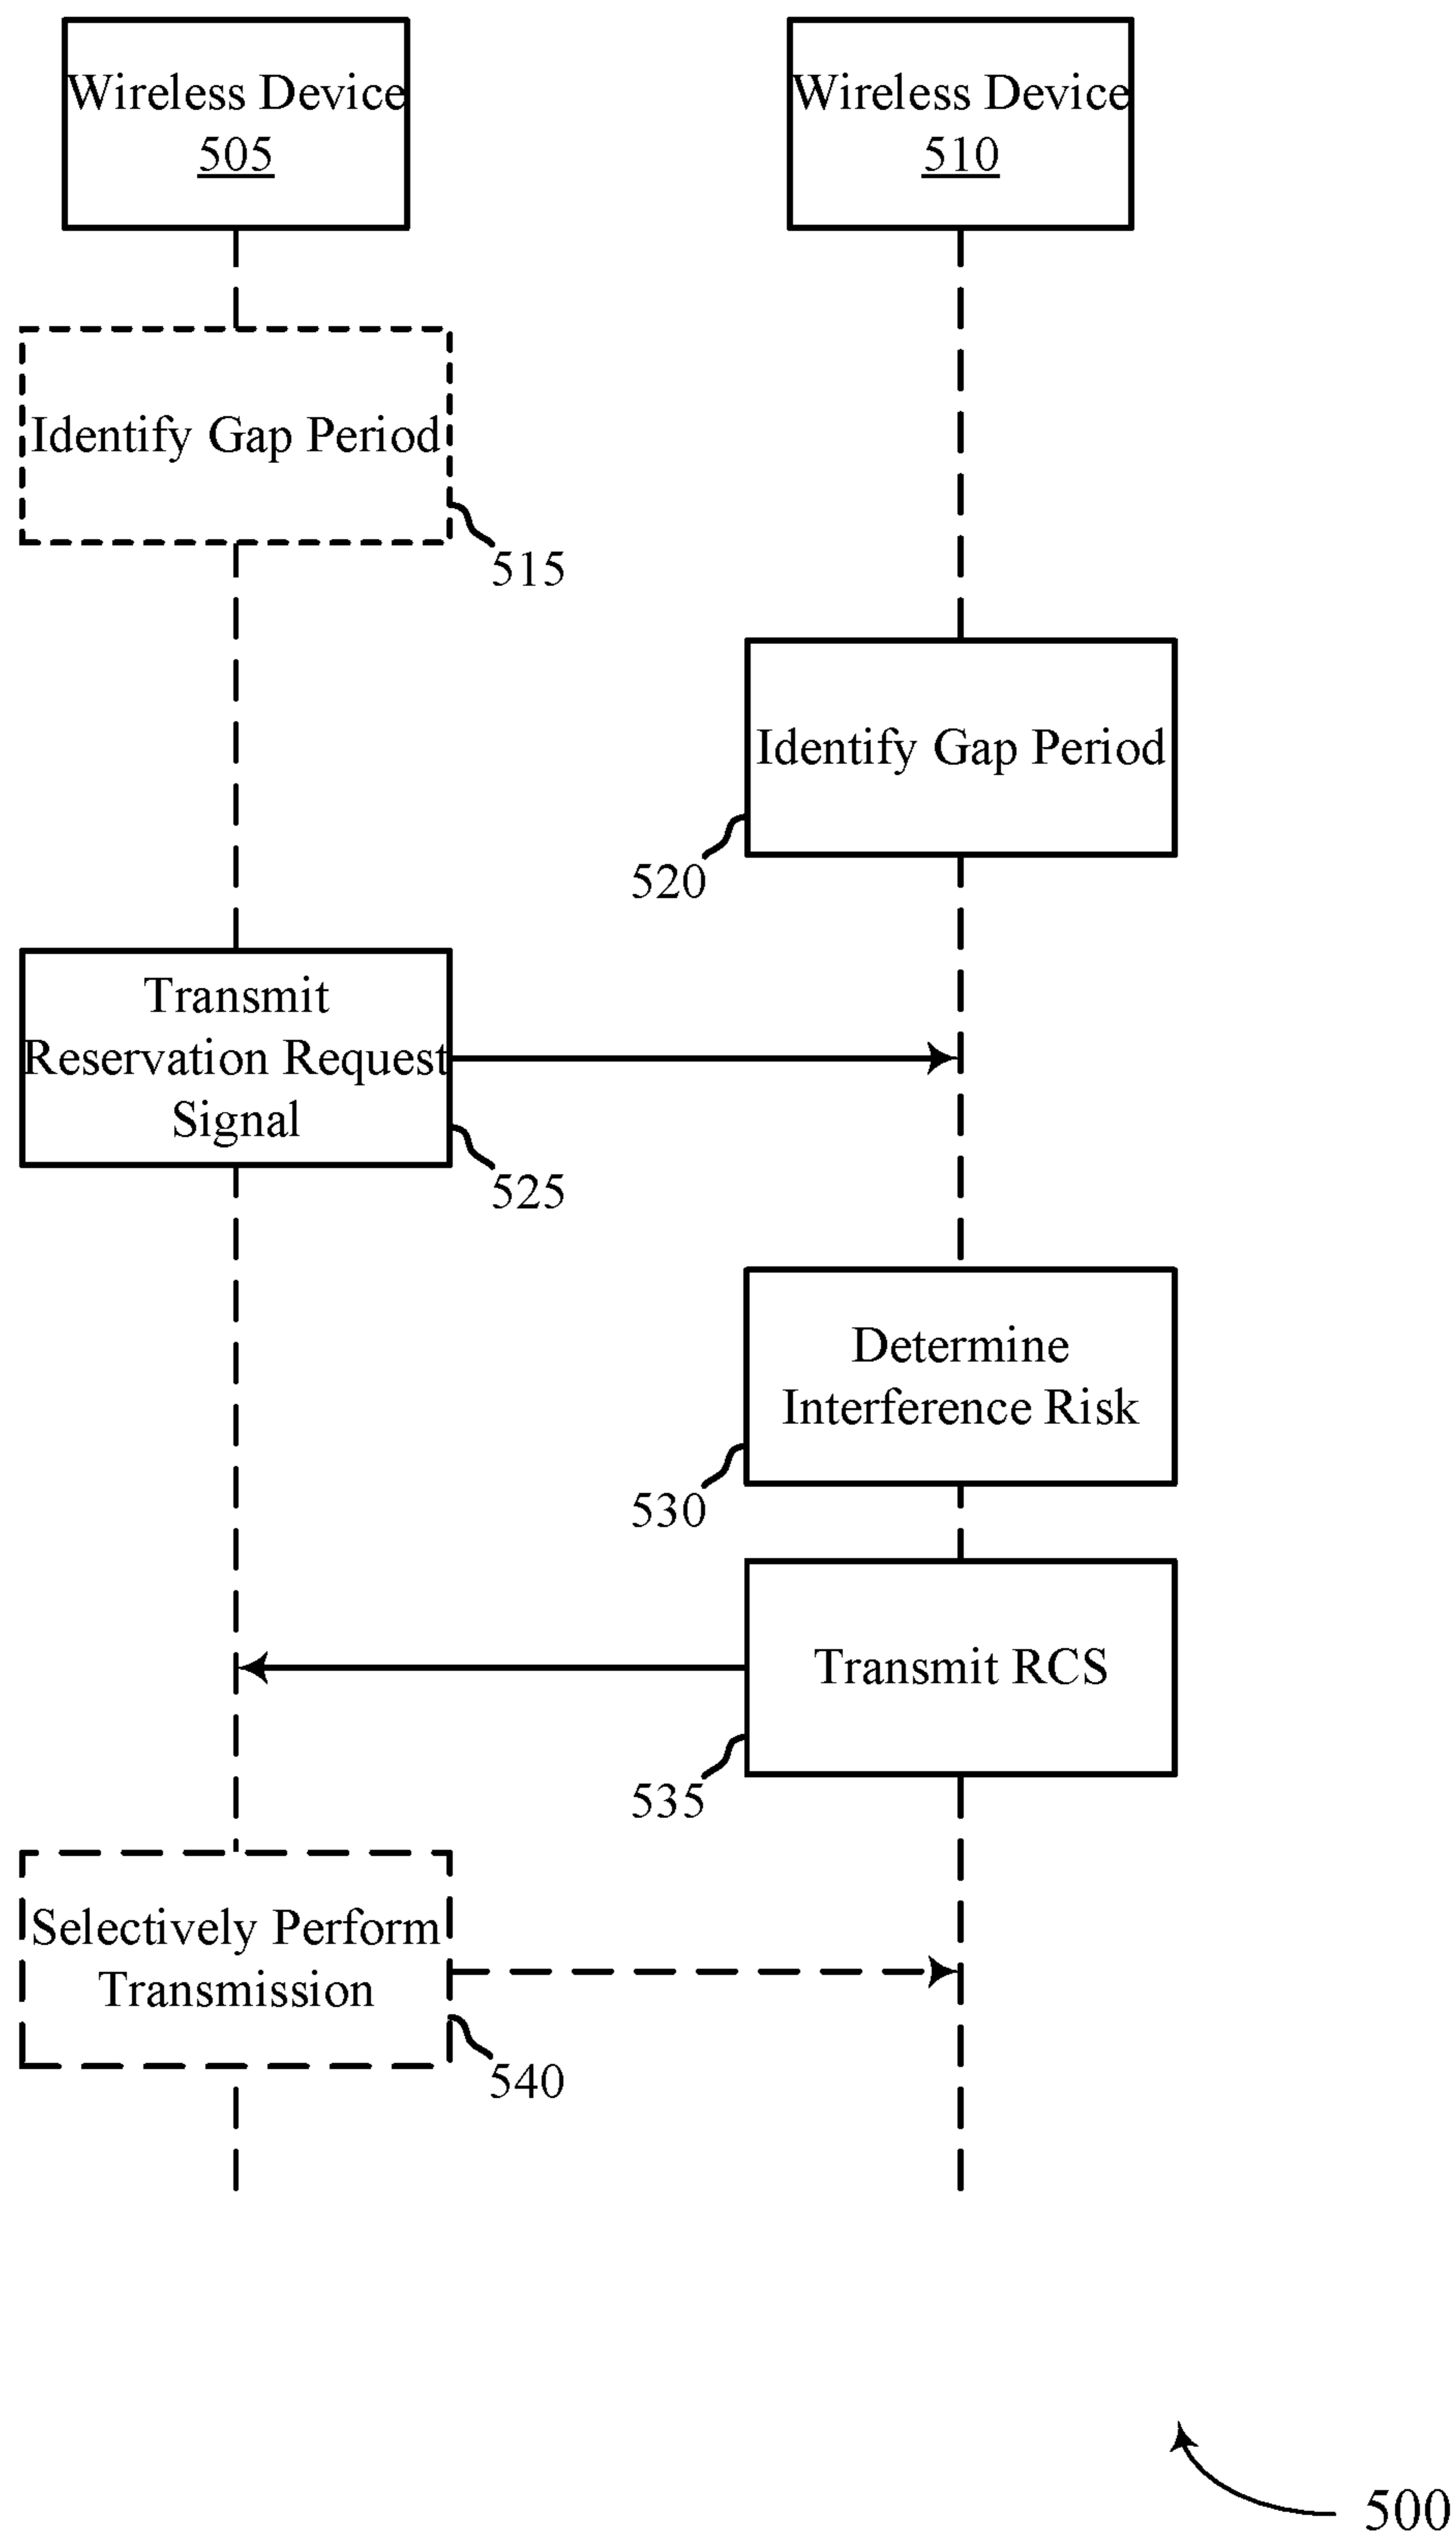 Wireless Device
505
Wireless Device
510
Identify Gap Period
515
Identify Gap Period
520
Transmit
Reservation Request
Signal
525
Determine
Interference Risk
530
Transmit RCS
535
Selectively Perform
Transmission
540
500